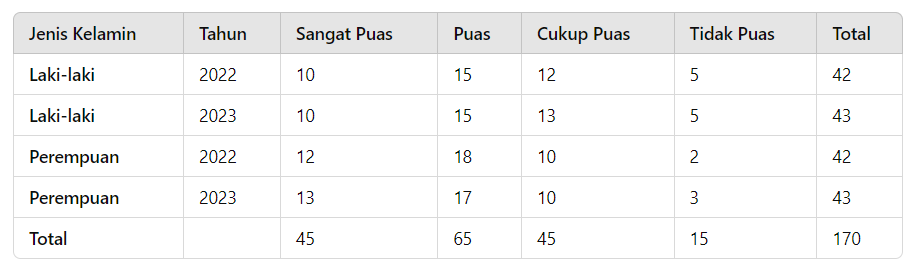 Jenis Kelamin Tahun Sangat Puas Puas Cukup Puas Tidak Puas Total
Laki-laki 2022 10 15 12 5 42
Laki-laki 2023 10 15 13 5 43
Perempuan 2022 12 18 10 2 42
Perempuan 2023 13 17 10 3 43
Total 45 65 45 15 170